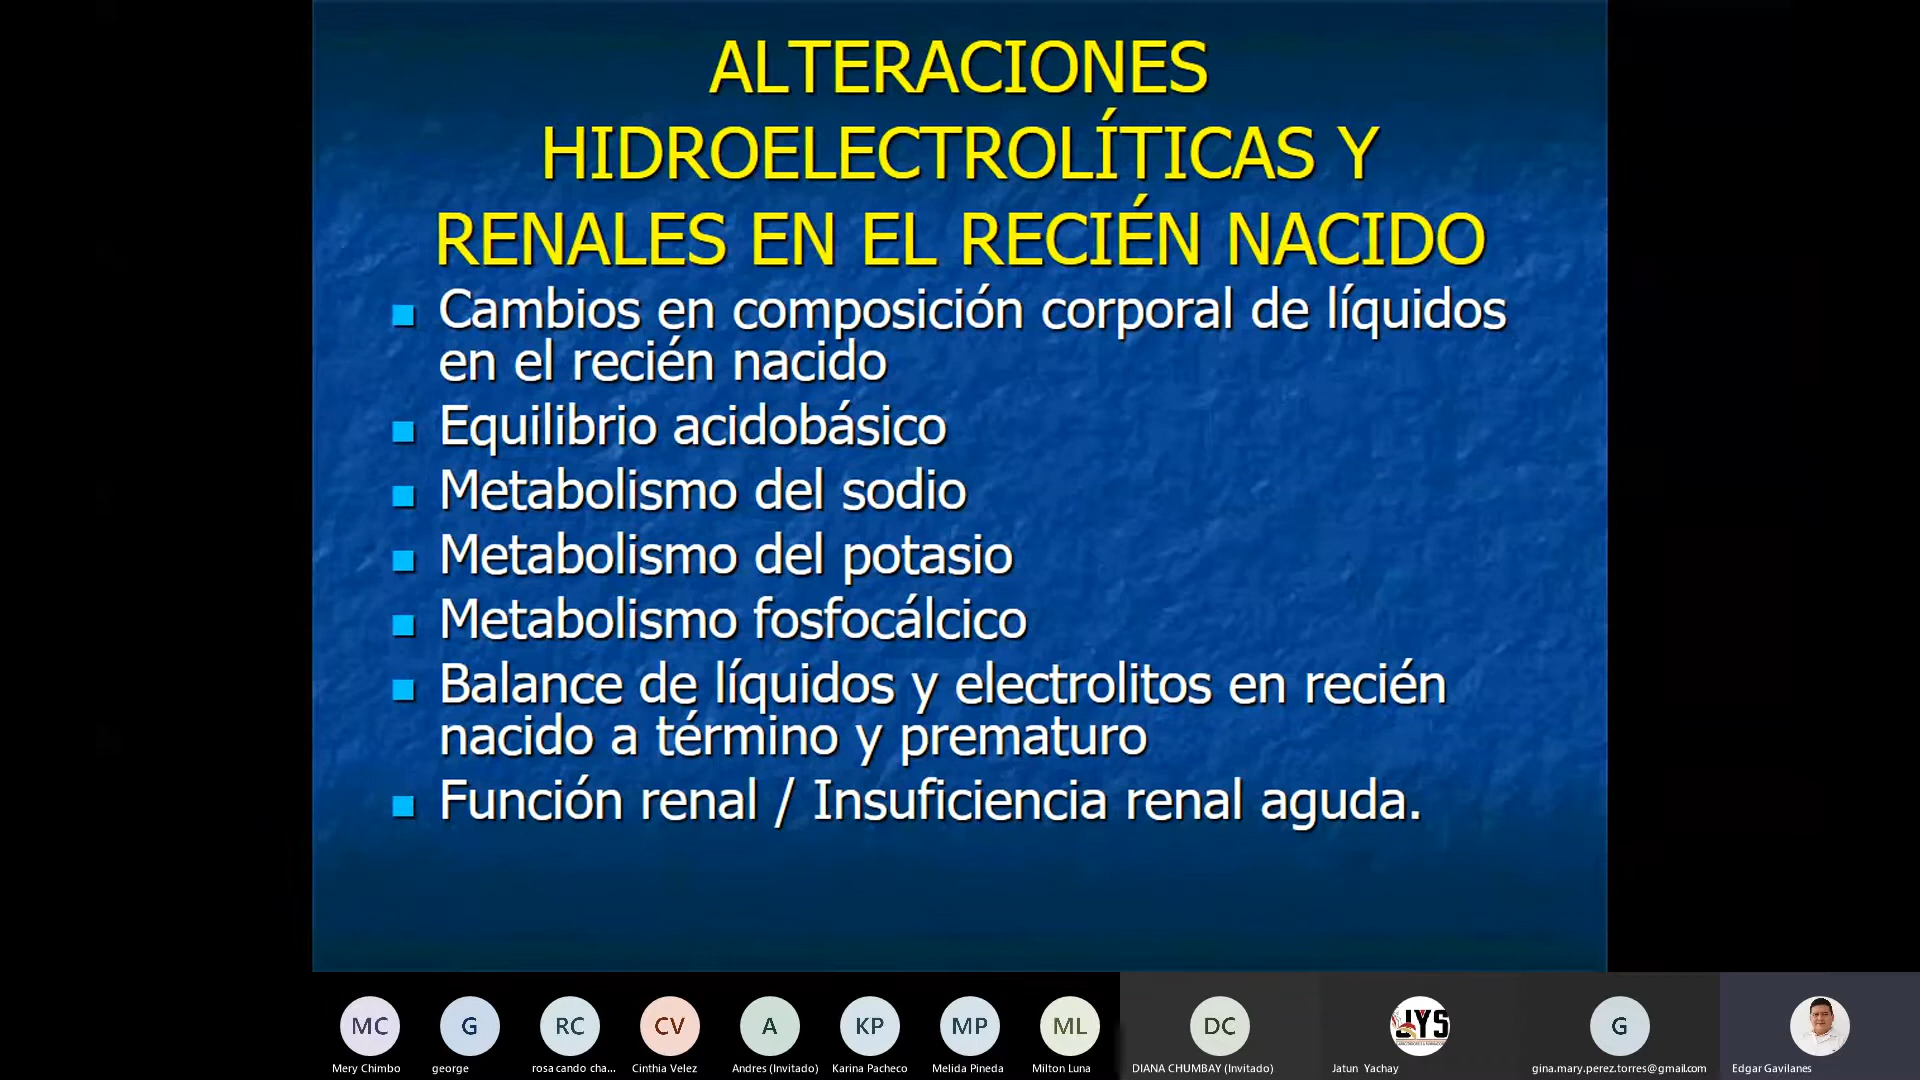 ALTERACIONES
HIDROELECTROLÍTICAS Y
RENALES EN EL RECIÉN NACIDO
Cambios en composición corporal de líquidos
en el recién nacido
Equilibrio acidobásico
Metabolismo del sodio
Metabolismo del potasio
Metabolismo fosfocálcico
Balance de líquidos y electrolitos en recién
nacido a término y prematuro
Función renal / Insuficiencia renal aguda.
MC G RC CV A KP MP ML DC JYS G
Mery Chimbo george rosa cando cha... Cinthia Velez Andres (Invitado) Karina Pacheco Melida Pineda Milton Luna DIANA CHUMBAY (Invitado) Jatun Yachay gina.mary.perez.torres@gmail.com Edgar Gavilanes